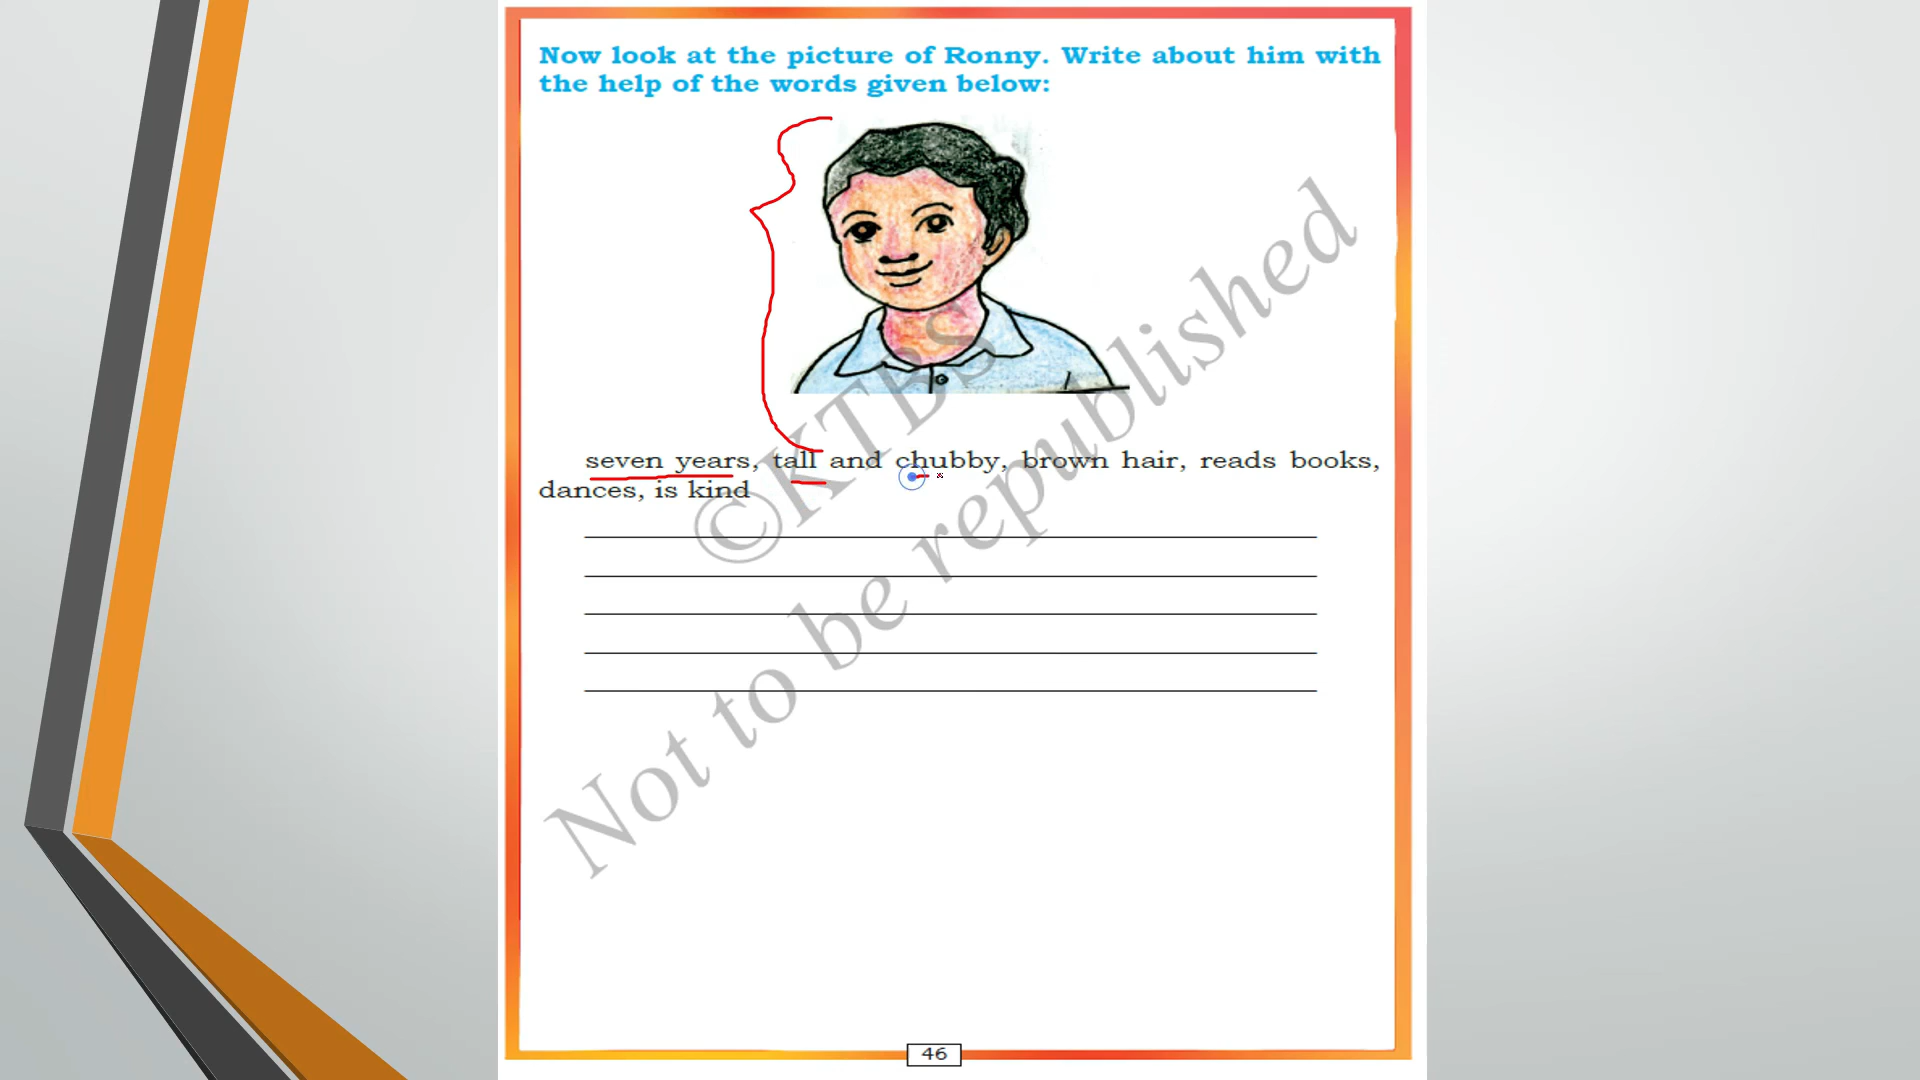 Now look at the picture of Ronny. Write about him with
the help of the words given below:
seven years, tall and chubby, brown hair, reads books,
dances, is kind
©KTBS
Not to be republished
46